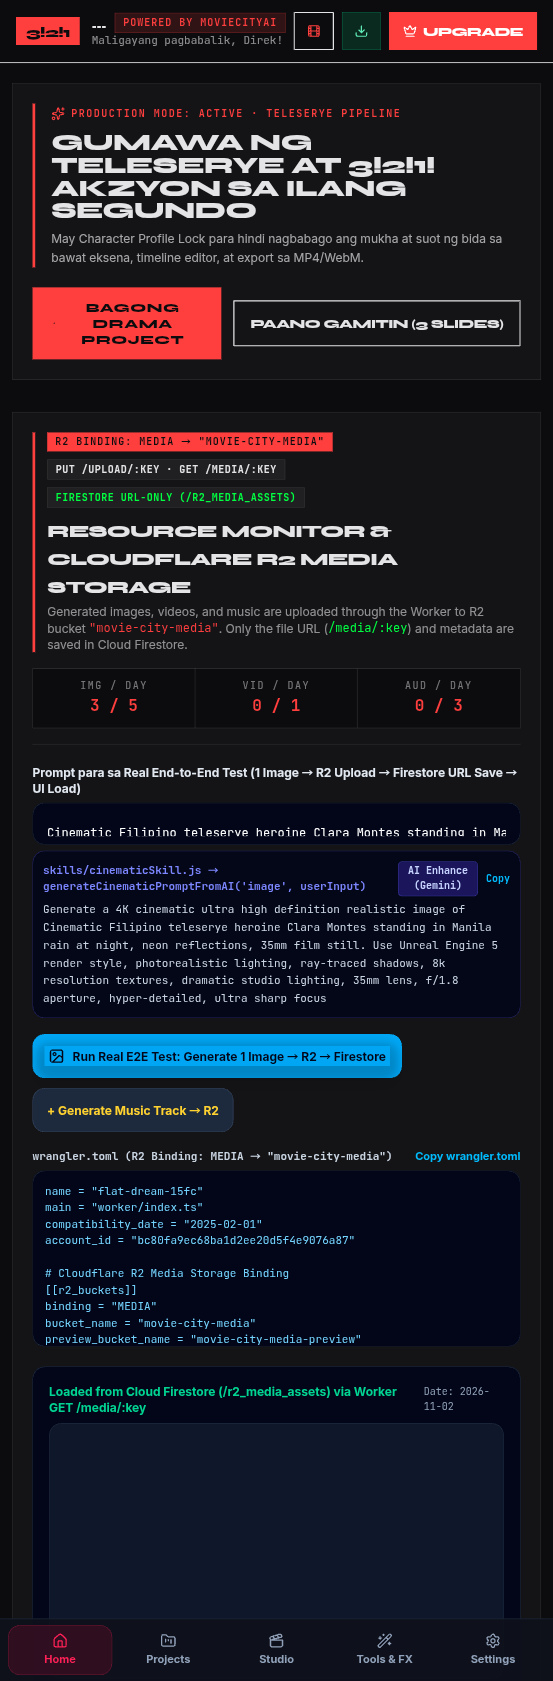 3!2!1
---
POWERED BY MOVIECITYAI
Maligayang pagbabalik, Direk!
UPGRADE
PRODUCTION MODE: ACTIVE · TELESERYE PIPELINE
GUMAWA NG
TELESERYE AT 3!2!1!
AKZYON SA ILANG
SEGUNDO
May Character Profile Lock para hindi nagbabago ang mukha at suot ng bida sa
bawat eksena, timeline editor, at export sa MP4/WebM.
BAGONG
DRAMA
PROJECT
PAANO GAMITIN (3 SLIDES)
R2 BINDING: MEDIA → "MOVIE-CITY-MEDIA"
PUT /UPLOAD/:KEY · GET /MEDIA/:KEY
FIRESTORE URL-ONLY (/R2_MEDIA_ASSETS)
RESOURCE MONITOR &
CLOUDFLARE R2 MEDIA
STORAGE
Generated images, videos, and music are uploaded through the Worker to R2
bucket "movie-city-media". Only the file URL (/media/:key) and metadata are
saved in Cloud Firestore.
IMG / DAY
3 / 5
VID / DAY
0 / 1
AUD / DAY
0 / 3
Prompt para sa Real End-to-End Test (1 Image → R2 Upload → Firestore URL Save →
UI Load)
Cinematic Filipino teleserye heroine Clara Montes standing in Ma
skills/cinematicSkill.js →
generateCinematicPromptFromAI('image', userInput)
AI Enhance
(Gemini)
Copy
Generate a 4K cinematic ultra high definition realistic image of
Cinematic Filipino teleserye heroine Clara Montes standing in Manila
rain at night, neon reflections, 35mm film still. Use Unreal Engine 5
render style, photorealistic lighting, ray-traced shadows, 8k
resolution textures, dramatic studio lighting, 35mm lens, f/1.8
aperture, hyper-detailed, ultra sharp focus
Run Real E2E Test: Generate 1 Image → R2 → Firestore
+ Generate Music Track → R2
wrangler.toml (R2 Binding: MEDIA → "movie-city-media")
Copy wrangler.toml
name = "flat-dream-15fc"
main = "worker/index.ts"
compatibility_date = "2025-02-01"
account_id = "bc80fa9ec68ba1d2ee20d5f4e9076a87"
# Cloudflare R2 Media Storage Binding
[[r2_buckets]]
binding = "MEDIA"
bucket_name = "movie-city-media"
preview_bucket_name = "movie-city-media-preview"
Loaded from Cloud Firestore (/r2_media_assets) via Worker
GET /media/:key
Date: 2026-
11-02
Home
Projects
Studio
Tools & FX
Settings